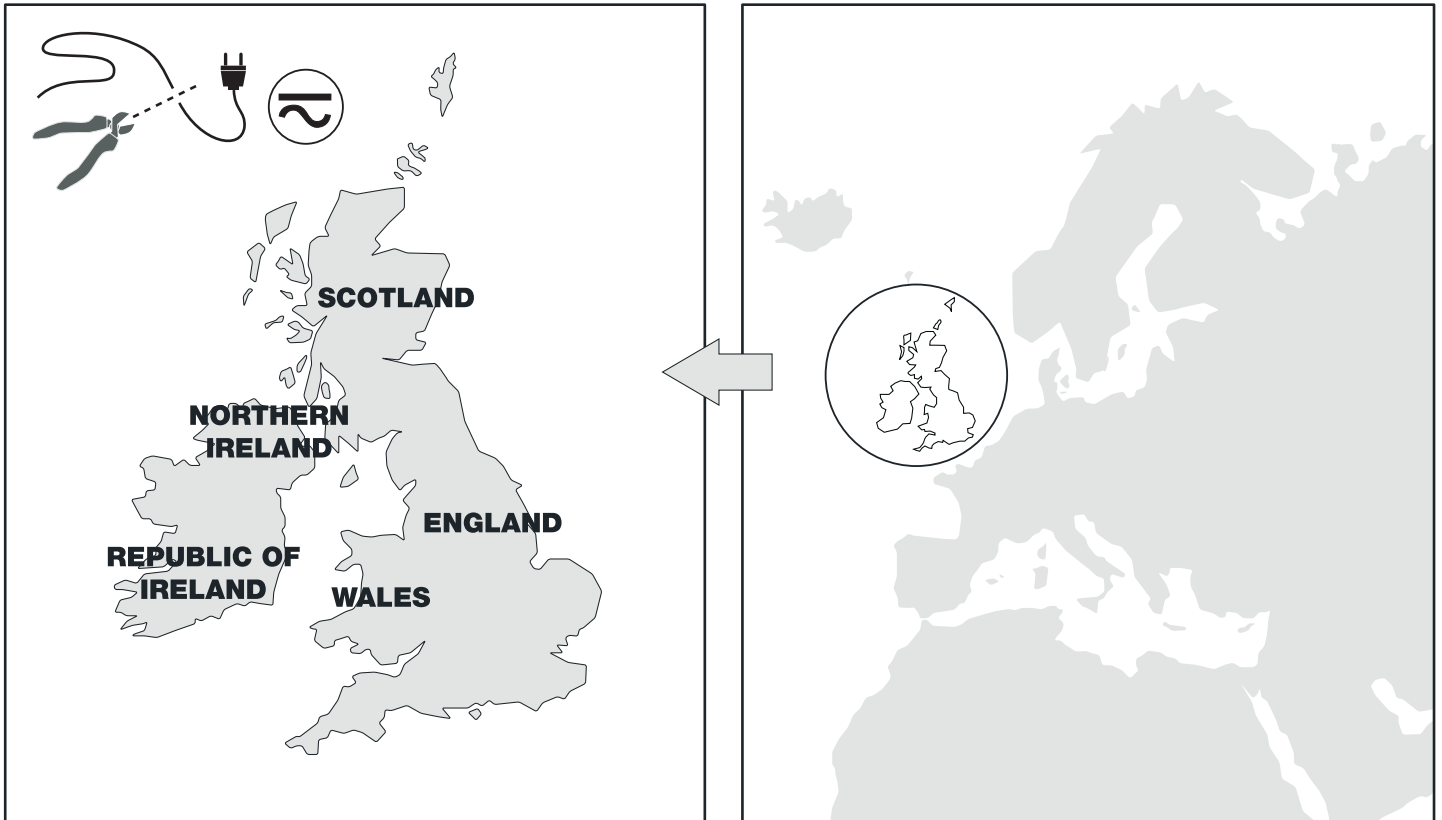 SCOTLAND
NORTHERN
IRELAND
ENGLAND
REPUBLIC OF
IRELAND
WALES